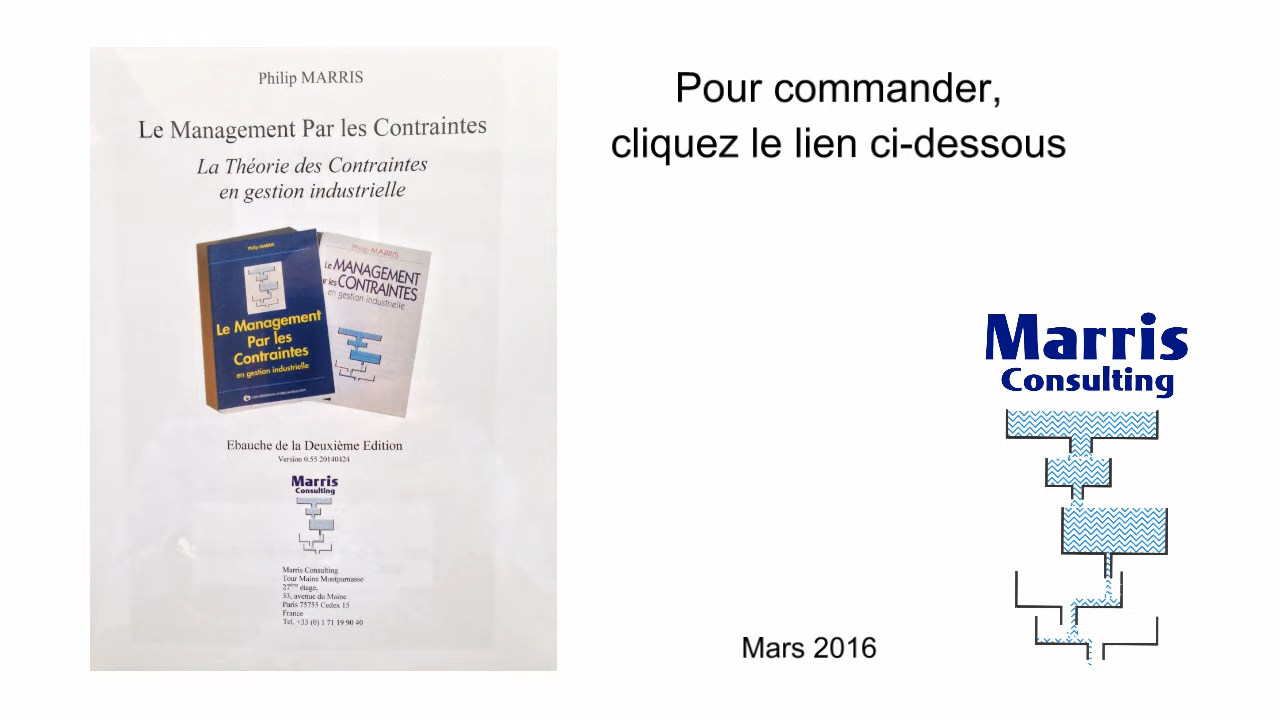 Philip MARRIS
Le Management Par les Contraintes
La Théorie des Contraintes
en gestion industrielle
Philip MARRIS
Le Management
Par les
Contraintes
en gestion industrielle
Philip MARRIS
Le MANAGEMENT
Par les CONTRAINTES
en gestion industrielle
Ebauche de la Deuxième Edition
Version 0.55 20140424
Marris
Consulting
Marris Consulting
Tour Maine Montparnasse
27ème étage,
33, avenue du Maine
Paris 75755 Cedex 15
France
Tel. +33 (0) 1 71 19 90 40
Pour commander,
cliquez le lien ci-dessous
Marris
Consulting
Mars 2016